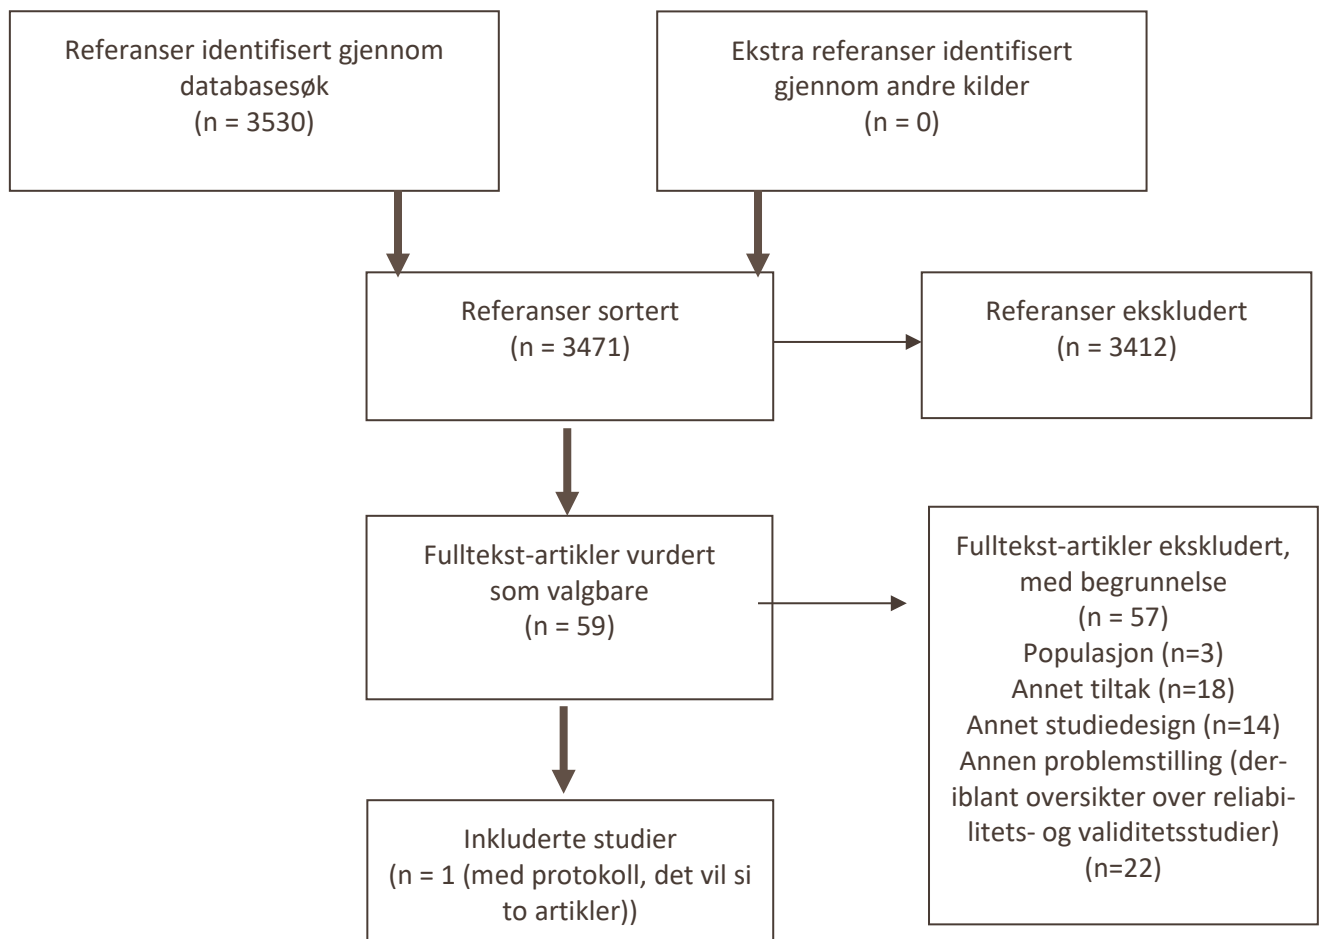 Referanser identifisert gjennom
databasesøk
(n = 3530)
Ekstra referanser identifisert
gjennom andre kilder
(n = 0)
Referanser sortert
(n = 3471)
Referanser ekskludert
(n = 3412)
Fulltekst-artikler vurdert
som valgbare
(n = 59)
Fulltekst-artikler ekskludert,
med begrunnelse
(n = 57)
Populasjon (n=3)
Annet tiltak (n=18)
Annet studiedesign (n=14)
Annen problemstilling (der-
iblant oversikter over reliabi-
litets- og validitetsstudier)
(n=22)
Inkluderte studier
(n = 1 (med protokoll, det vil si
to artikler))